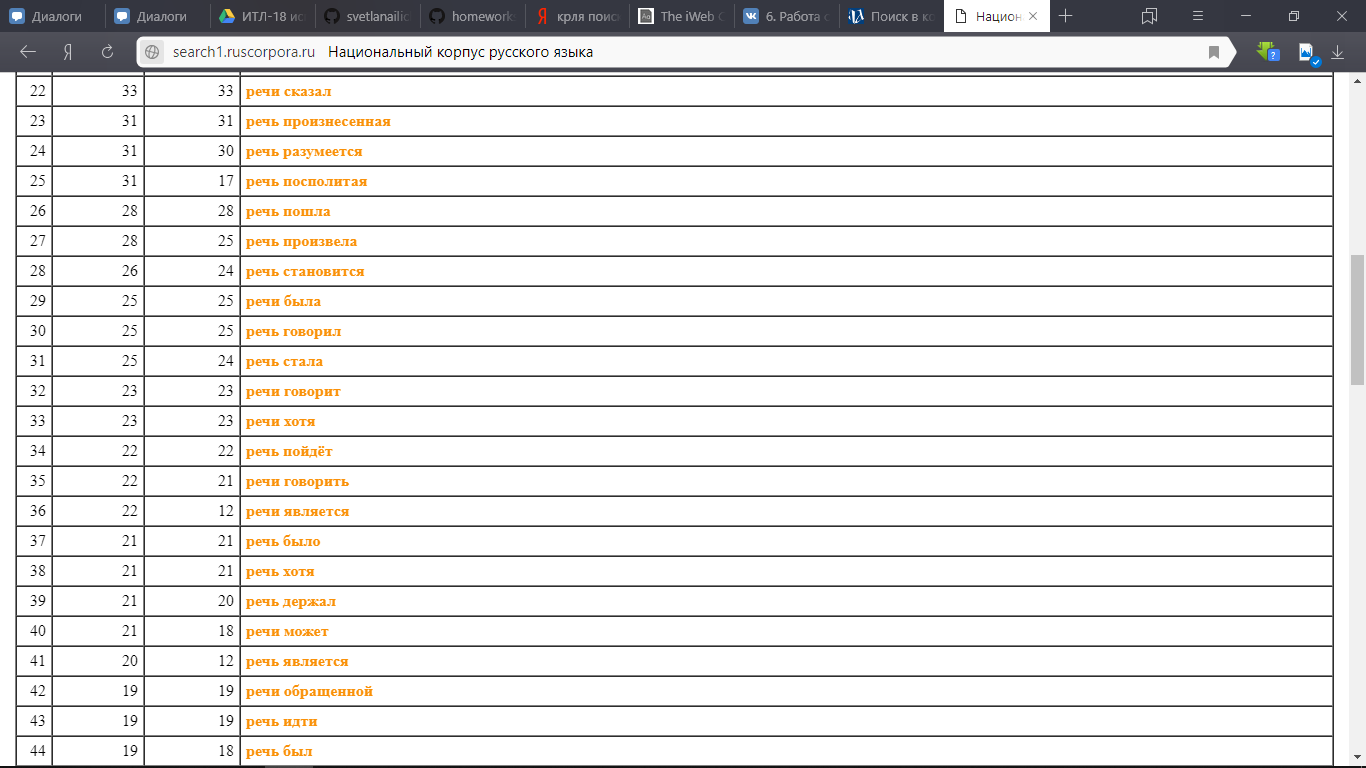 Диалоги Диалоги ИТЛ-18 ис svetlanailic homework крля поис The iWeb C 6. Работа с Поиск в ко Национ
search1.ruscorpora.ru Национальный корпус русского языка
22 33 33 речи сказал
23 31 31 речь произнесенная
24 31 30 речь разумеется
25 31 17 речь посполитая
26 28 28 речь пошла
27 28 25 речь произвела
28 26 24 речь становится
29 25 25 речи была
30 25 25 речь говорил
31 25 24 речь стала
32 23 23 речи говорит
33 23 23 речи хотя
34 22 22 речь пойдёт
35 22 21 речи говорить
36 22 12 речи является
37 21 21 речь было
38 21 21 речь хотя
39 21 20 речь держал
40 21 18 речи может
41 20 12 речь является
42 19 19 речи обращенной
43 19 19 речь идти
44 19 18 речь был